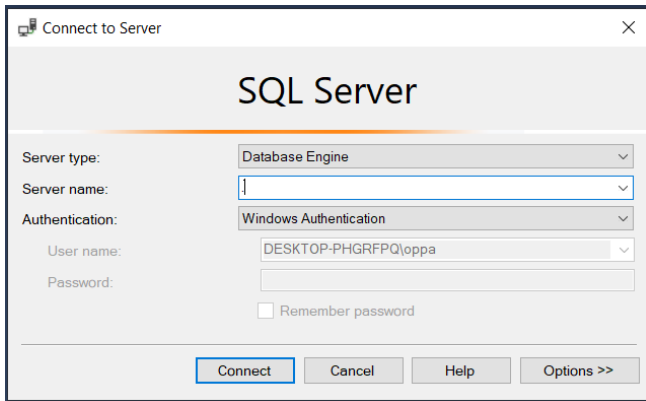 Connect to Server
SQL Server
Server type: Database Engine
Server name: .
Authentication: Windows Authentication
User name: DESKTOP-PHGRFPQ\oppa
Password:
Remember password
Connect Cancel Help Options >>